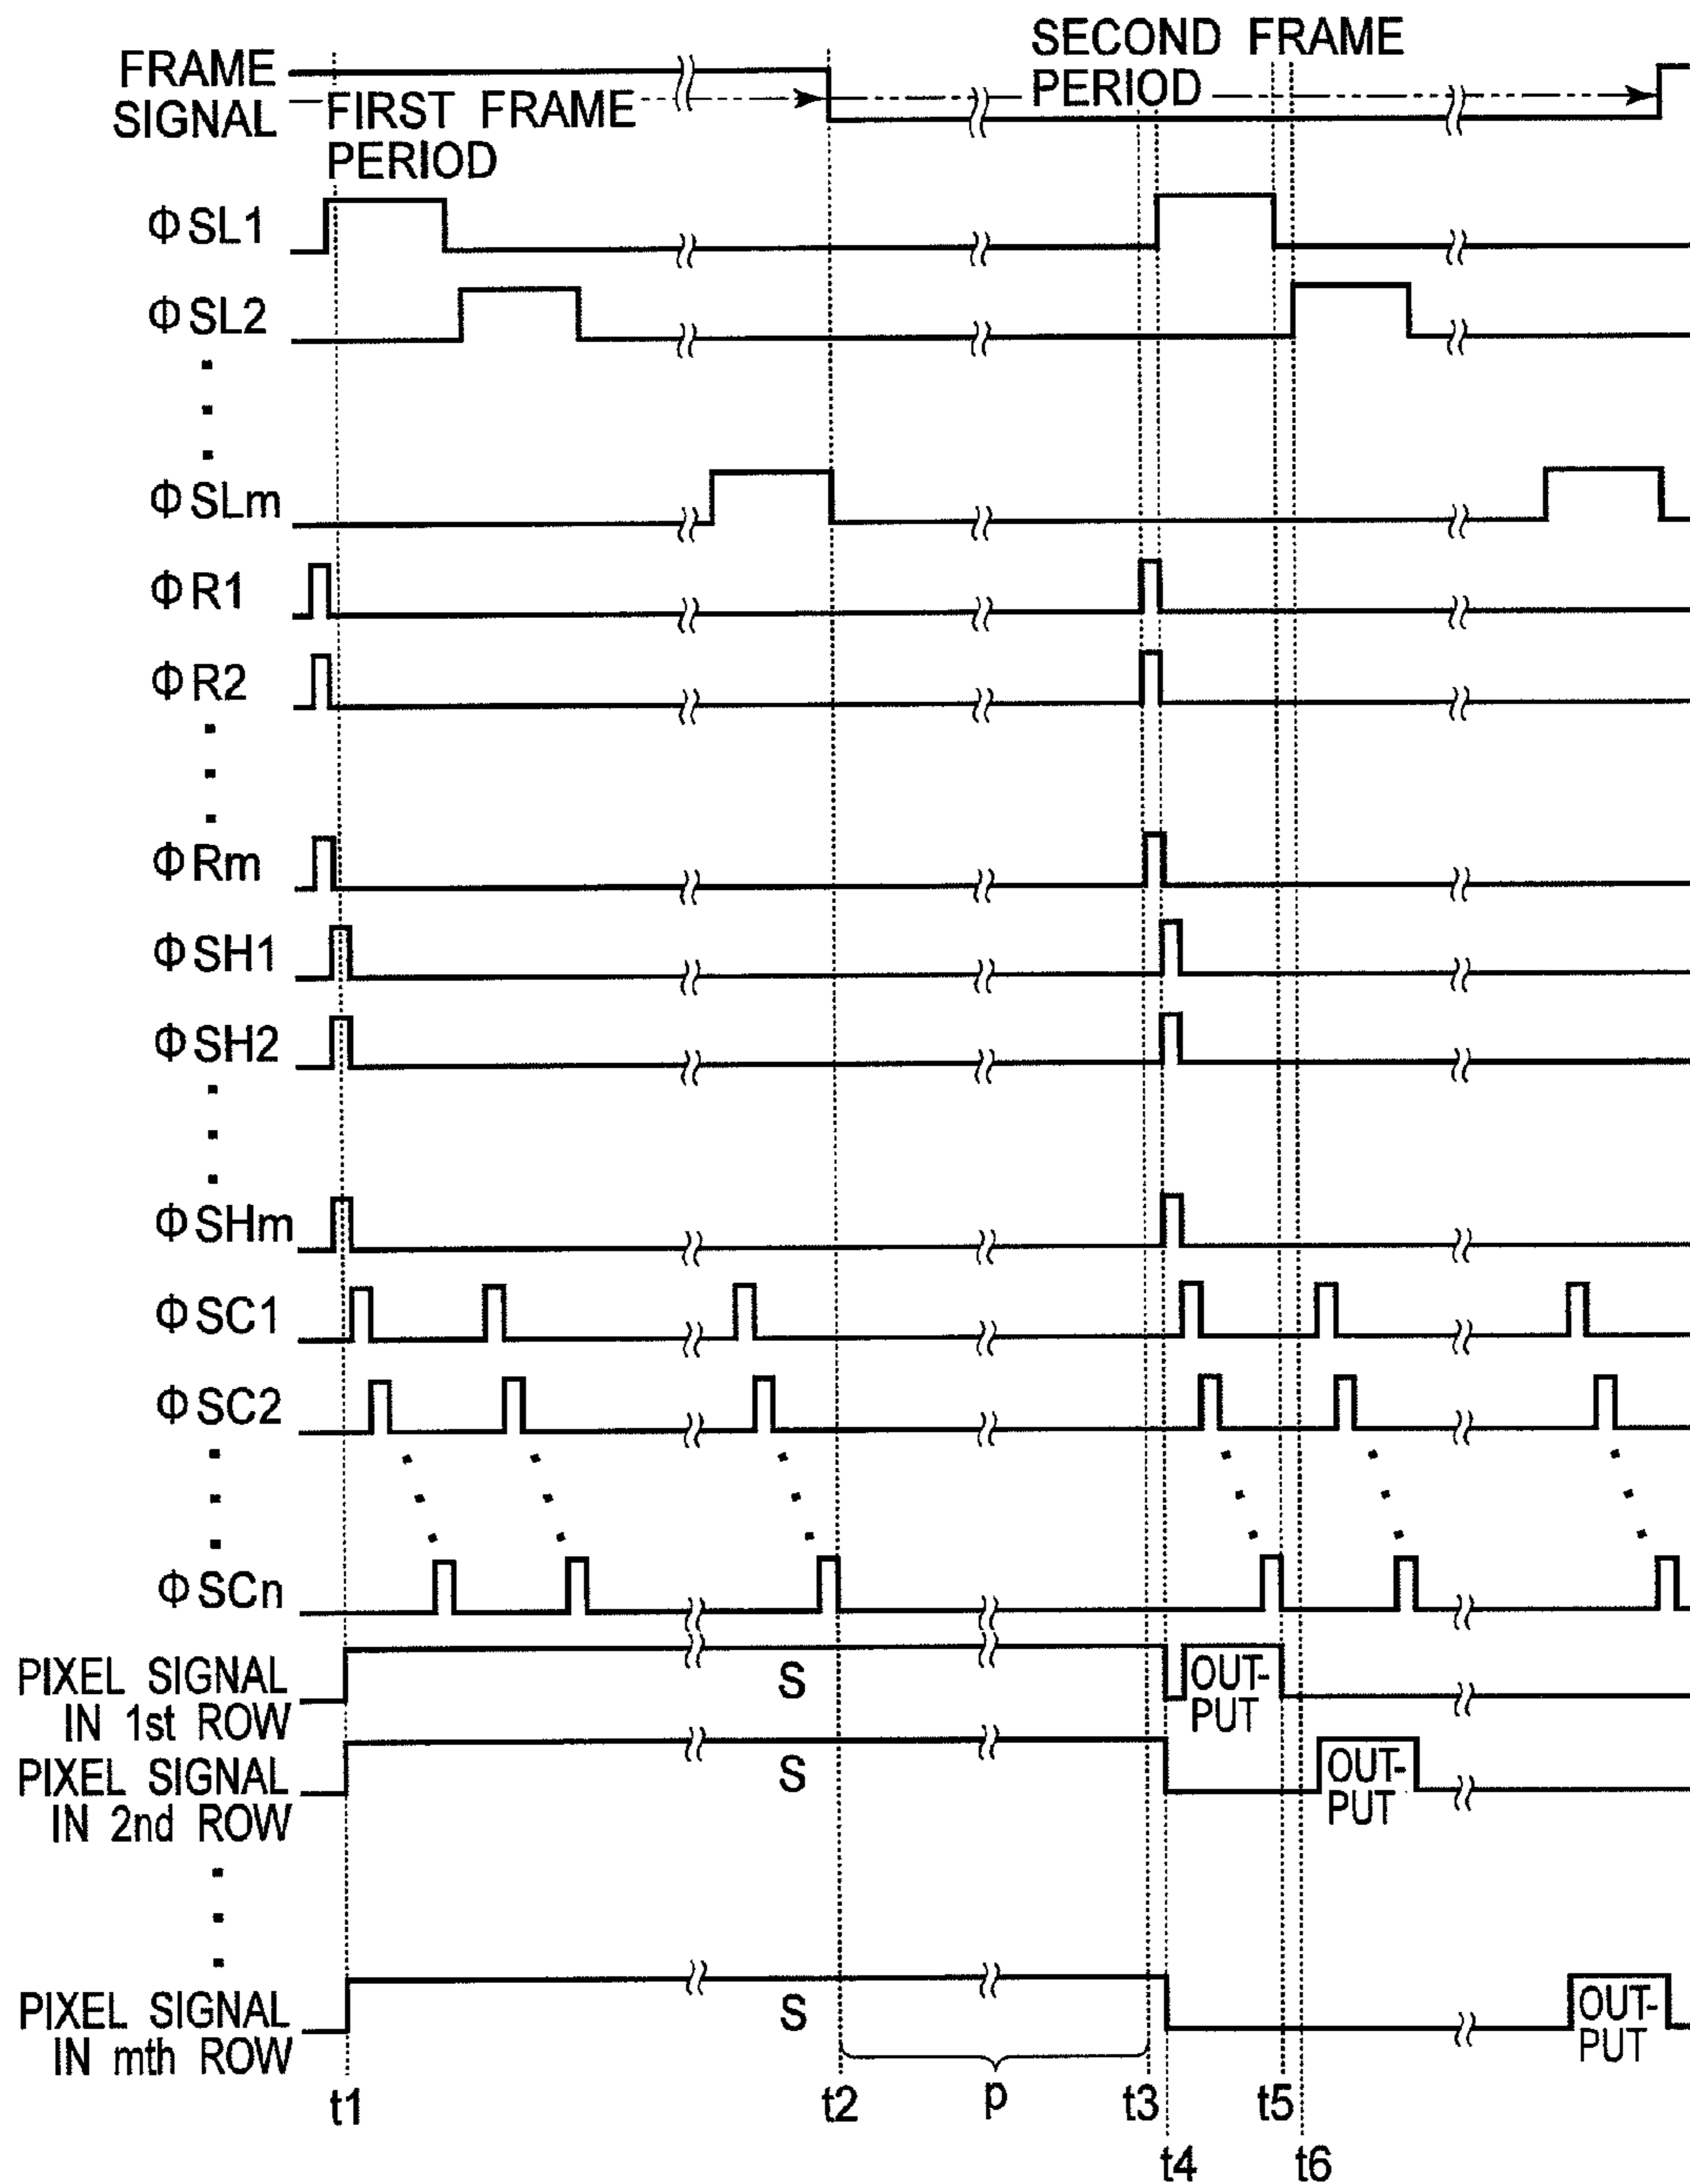 SECOND FRAME
PERIOD
FRAME
SIGNAL
FIRST FRAME
PERIOD
ΦSL1
ΦSL2
ΦSLm
ΦR1
ΦR2
ΦRm
ΦSH1
ΦSH2
ΦSHm
ΦSC1
ΦSC2
ΦSCn
PIXEL SIGNAL
IN 1st ROW
S
OUT-
PUT
PIXEL SIGNAL
IN 2nd ROW
S
OUT-
PUT
PIXEL SIGNAL
IN mth ROW
S
OUT-
PUT
t1
t2
p
t3
t5
t4
t6